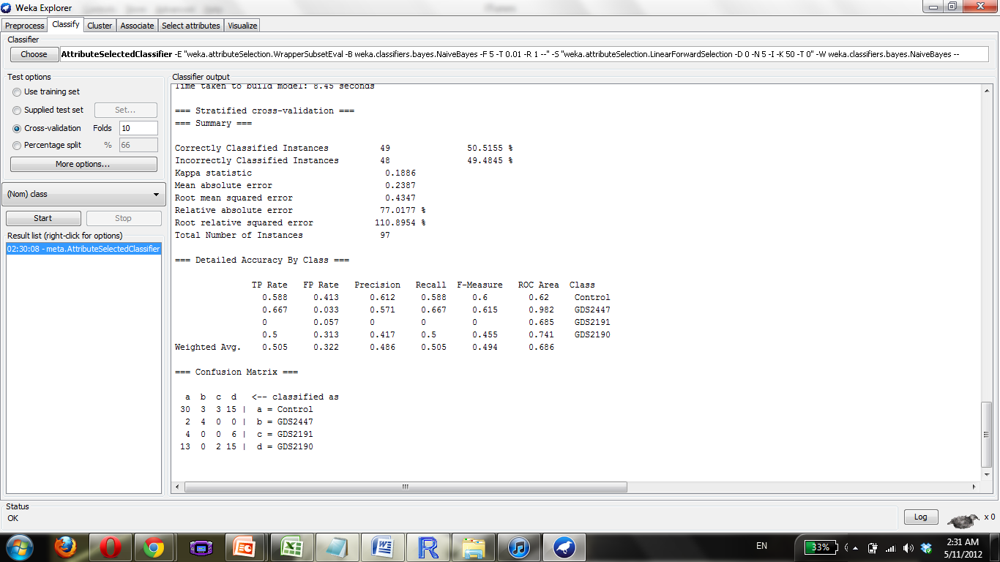 Weka Explorer
Preprocess Classify Cluster Associate Select attributes Visualize
Classifier
Choose AttributeSelectedClassifier -E "weka.attributeSelection.WrapperSubsetEval -B weka.classifiers.bayes.NaiveBayes -F 5 -T 0.01 -R 1 --" -S "weka.attributeSelection.LinearForwardSelection -D 0 -N 5 -I -K 50 -T 0" -W weka.classifiers.bayes.NaiveBayes --
Test options
Use training set
Supplied test set Set...
Cross-validation Folds 10
Percentage split % 66
More options...
(Nom) class
Start Stop
Result list (right-click for options)
02:30:08 - meta.AttributeSelectedClassifier
Classifier output
Time taken to build model: 8.45 seconds
=== Stratified cross-validation ===
=== Summary ===
Correctly Classified Instances 49 50.5155 %
Incorrectly Classified Instances 48 49.4845 %
Kappa statistic 0.1886
Mean absolute error 0.2387
Root mean squared error 0.4347
Relative absolute error 77.0177 %
Root relative squared error 110.8954 %
Total Number of Instances 97
=== Detailed Accuracy By Class ===
TP Rate FP Rate Precision Recall F-Measure ROC Area Class
0.588 0.413 0.612 0.588 0.6 0.62 Control
0.667 0.033 0.571 0.667 0.615 0.982 GDS2447
0 0.057 0 0 0 0.685 GDS2191
0.5 0.313 0.417 0.5 0.455 0.741 GDS2190
Weighted Avg. 0.505 0.322 0.486 0.505 0.494 0.686
=== Confusion Matrix ===
a b c d <-- classified as
30 3 3 15 | a = Control
2 4 0 0 | b = GDS2447
4 0 0 6 | c = GDS2191
13 0 2 15 | d = GDS2190
Status
OK
Log x 0
EN 33% 2:31 AM
5/11/2012